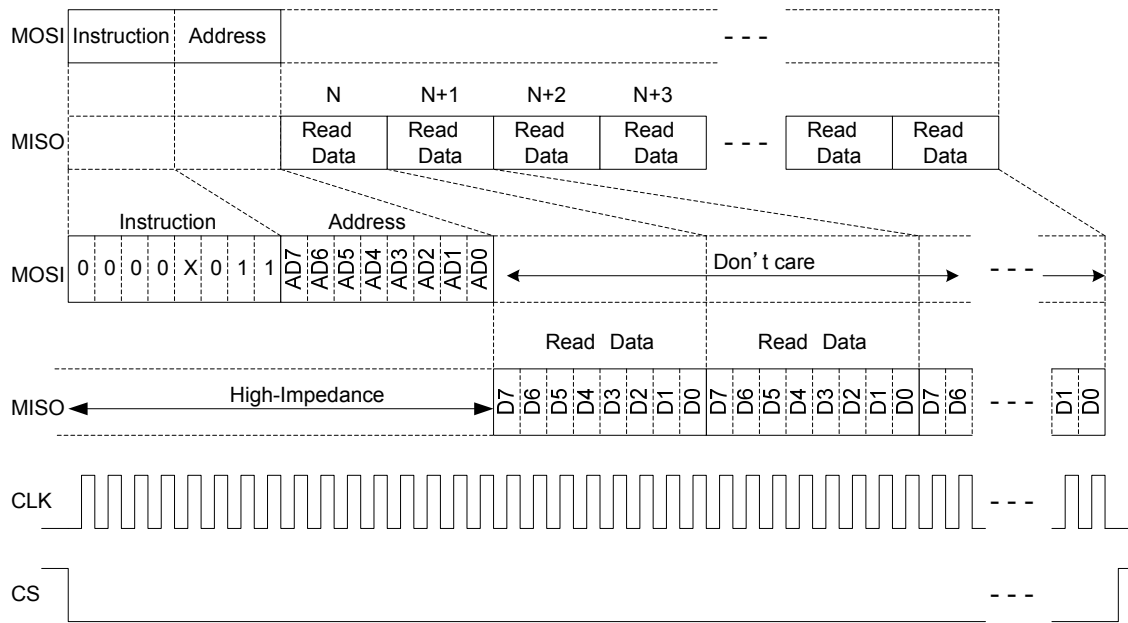 MOSI Instruction Address - - -
N N+1 N+2 N+3
MISO Read Data Read Data Read Data Read Data - - - Read Data Read Data
Instruction Address
MOSI 0 0 0 0 X 0 1 1 AD7 AD6 AD5 AD4 AD3 AD2 AD1 AD0 Don't care - - -
Read Data Read Data
MISO High-Impedance D7 D6 D5 D4 D3 D2 D1 D0 D7 D6 D5 D4 D3 D2 D1 D0 D7 D6 - - - D1 D0
CLK - - -
CS - - -